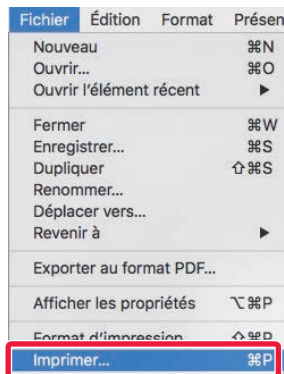 Fichier Édition Format Présen
Nouveau ⌘N
Ouvrir... ⌘O
Ouvrir l'élément récent ▶
Fermer ⌘W
Enregistrer... ⌘S
Dupliquer ⇧⌘S
Renommer...
Déplacer vers...
Revenir à ▶
Exporter au format PDF...
Afficher les propriétés ⌥⌘P
Format d'impression ⇧⌘P
Imprimer... ⌘P